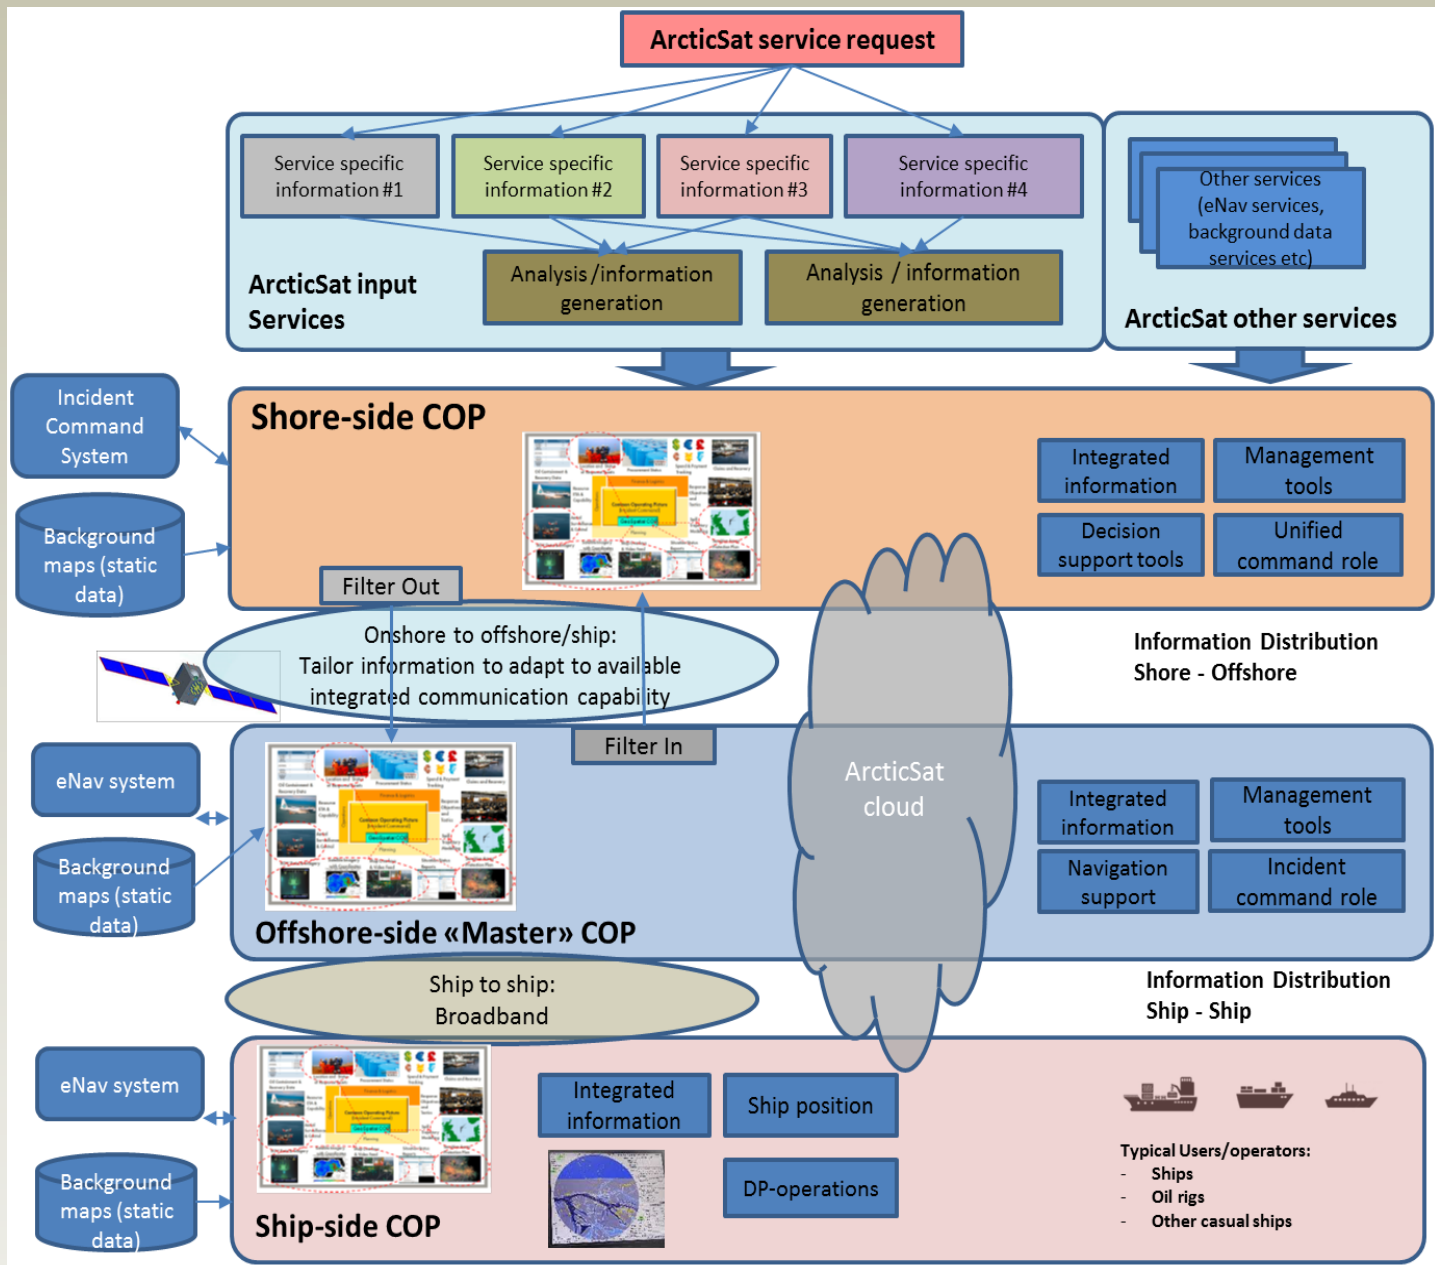 ArcticSat service request
Service specific
information #1
Service specific
information #2
Service specific
information #3
Service specific
information #4
Other services
(eNav services,
background data
services etc)
Analysis /information
generation
Analysis / information
generation
ArcticSat input
Services
ArcticSat other services
Incident
Command
System
Background
maps (static
data)
Shore-side COP
Integrated
information
Management
tools
Decision
support tools
Unified
command role
Filter Out
Onshore to offshore/ship:
Tailor information to adapt to available
integrated communication capability
Information Distribution
Shore - Offshore
Filter In
eNav system
Background
maps (static
data)
ArcticSat
cloud
Integrated
information
Management
tools
Navigation
support
Incident
command role
Offshore-side «Master» COP
Ship to ship:
Broadband
Information Distribution
Ship - Ship
eNav system
Background
maps (static
data)
Integrated
information
Ship position
DP-operations
Ship-side COP
Typical Users/operators:
- Ships
- Oil rigs
- Other casual ships